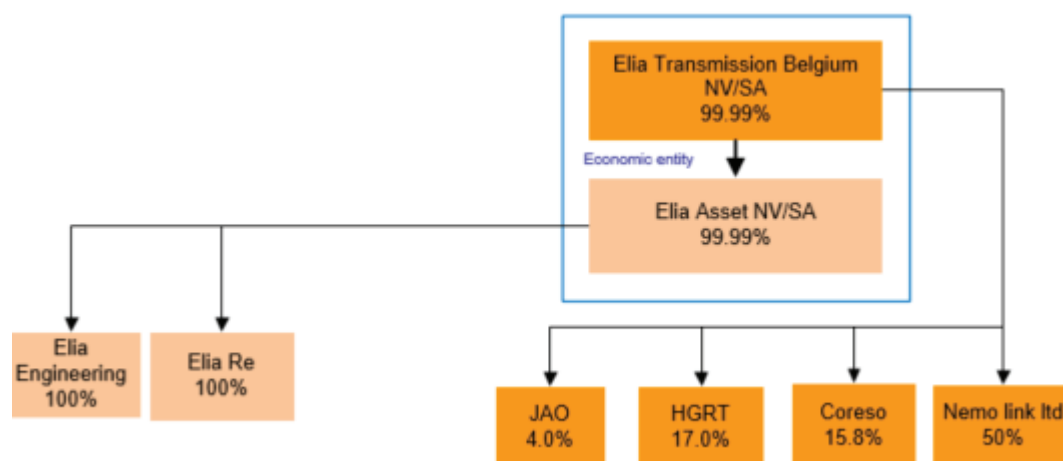 Elia Transmission Belgium
NV/SA
99.99%
Economic entity
Elia Asset NV/SA
99.99%
Elia
Engineering
100%
Elia Re
100%
JAO
4.0%
HGRT
17.0%
Coreso
15.8%
Nemo link ltd
50%